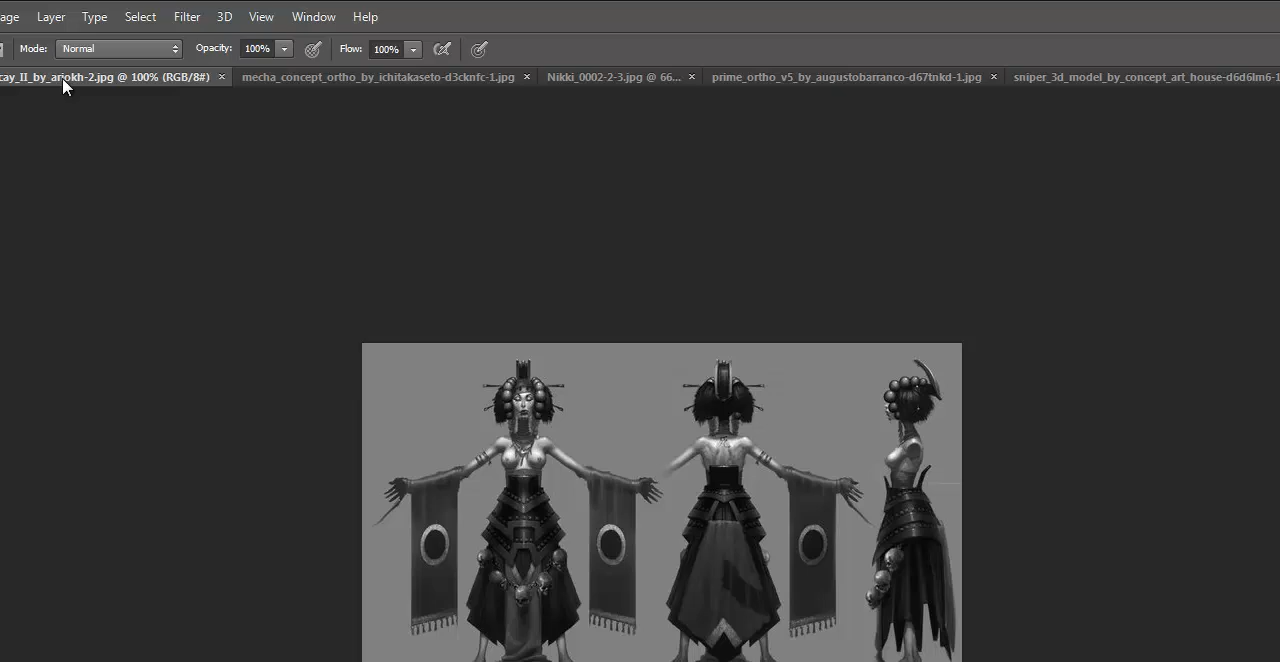 age Layer Type Select Filter 3D View Window Help
Mode: Normal Opacity: 100% Flow: 100%
cay_II_by_ariokh-2.jpg @ 100% (RGB/8#) × mecha_concept_ortho_by_ichitakaseto-d3cknfc-1.jpg × Nikki_0002-2-3.jpg @ 66... × prime_ortho_v5_by_augustobarranco-d67tnkd-1.jpg × sniper_3d_model_by_concept_art_house-d6d6lm6-1